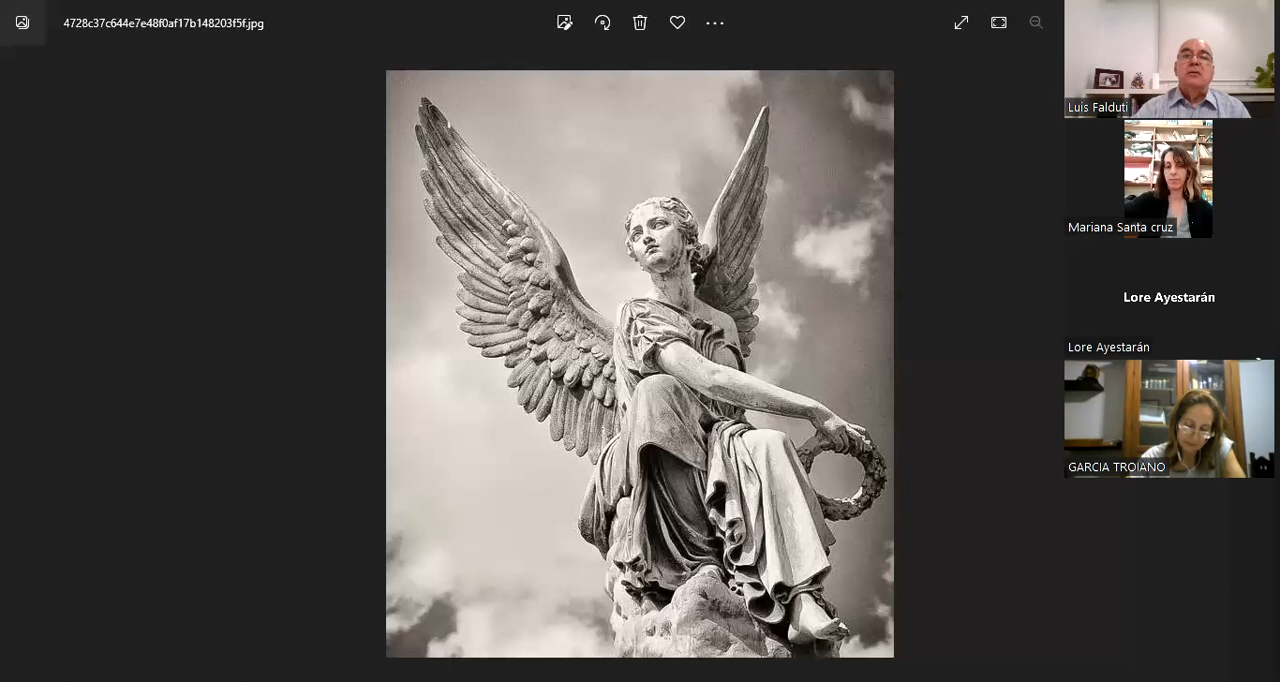 4728c37c644e7e48f0af17b148203f5f.jpg
Luis Falduti
Mariana Santa cruz
Lore Ayestarán
Lore Ayestarán
GARCIA TROIANO